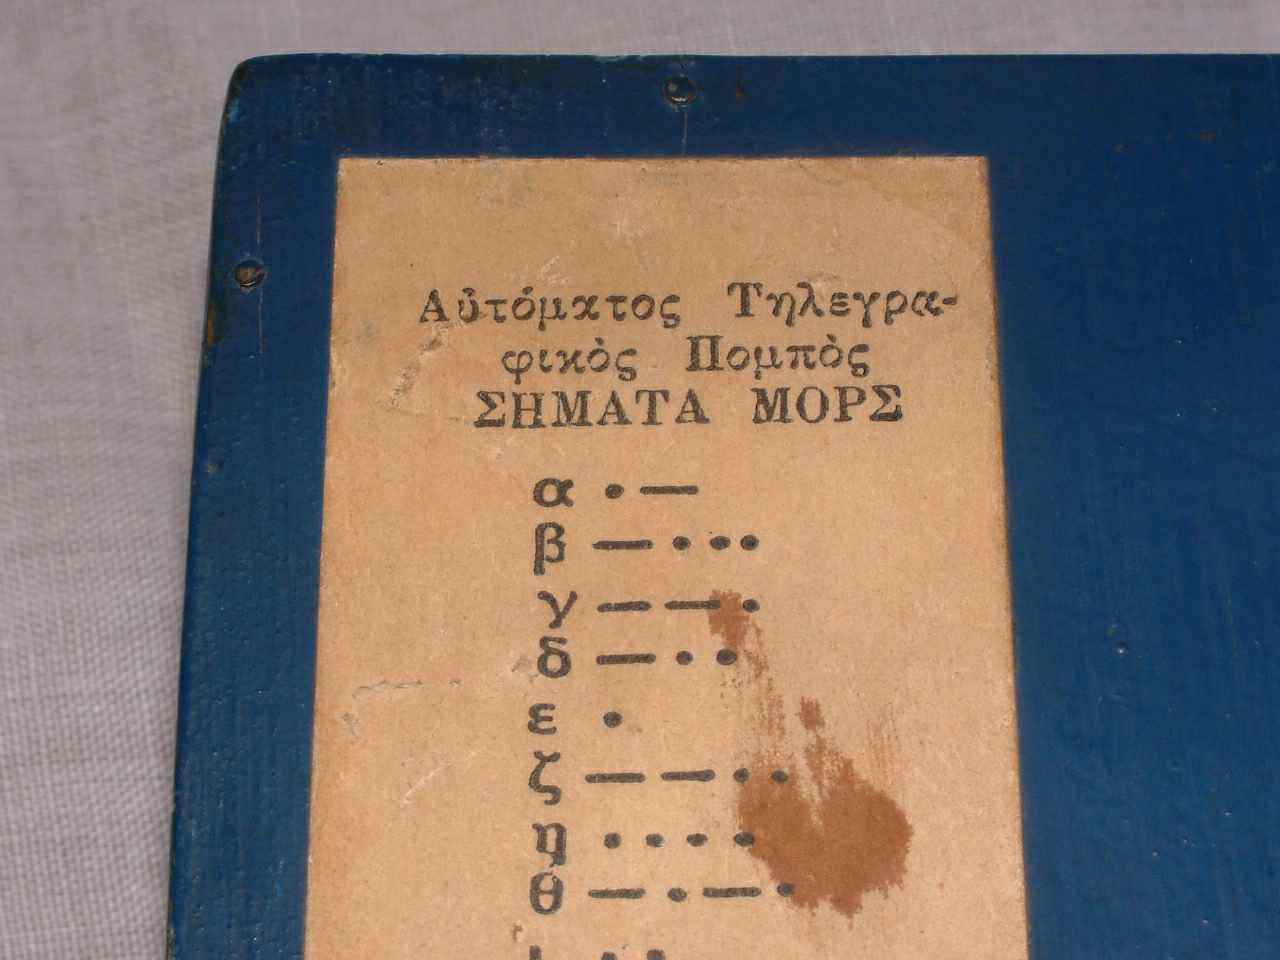 Αὐτόματος Τηλεγρα-
φικὸς Πομπὸς
ΣΗΜΑΤΑ ΜΟΡΣ
α • —
β — • • •
γ — — •
δ — • •
ε •
ζ — — • •
η • • • •
θ — • — •
ι • •